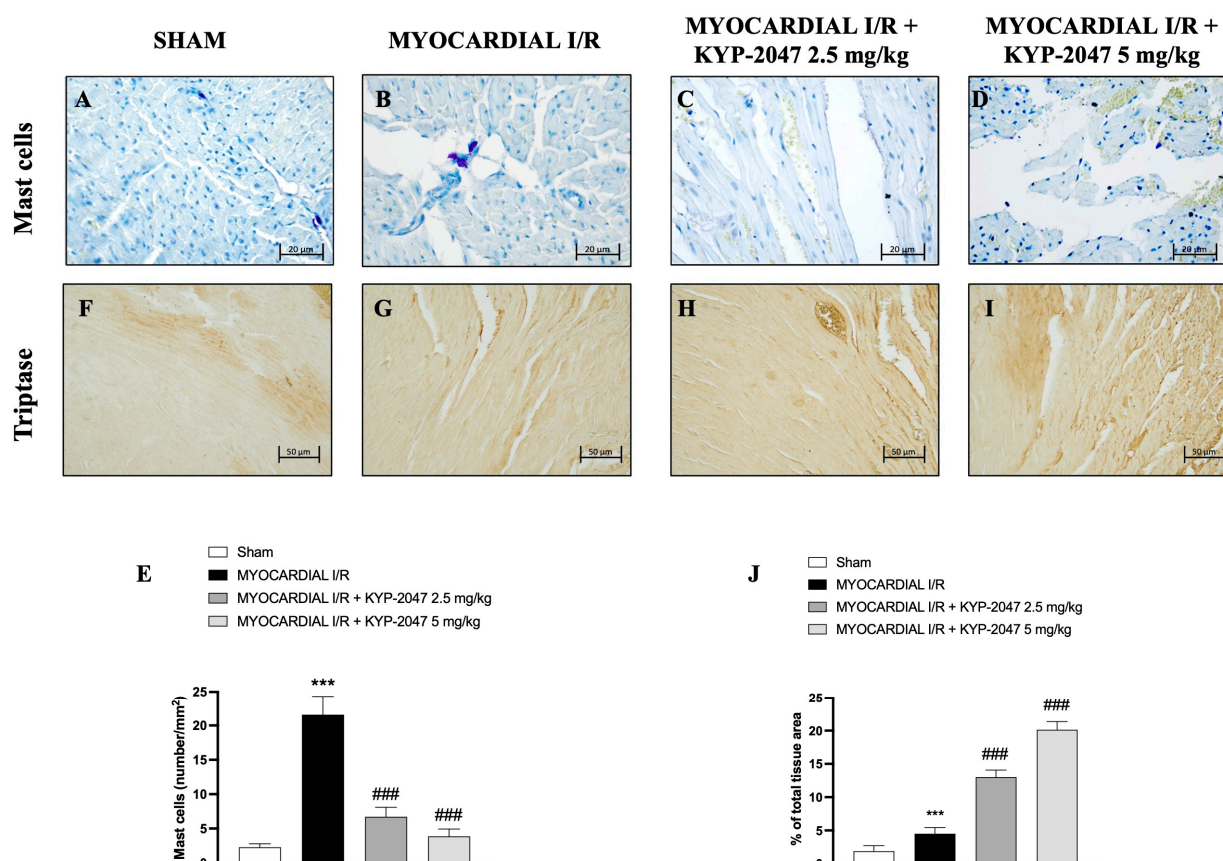 SHAM
MYOCARDIAL I/R
MYOCARDIAL I/R +
KYP-2047 2.5 mg/kg
MYOCARDIAL I/R +
KYP-2047 5 mg/kg
Mast cells
A
20 µm
B
20 µm
C
20 µm
D
20 µm
Triptase
F
50 µm
G
50 µm
H
50 µm
I
50 µm
E
Sham
MYOCARDIAL I/R
MYOCARDIAL I/R + KYP-2047 2.5 mg/kg
MYOCARDIAL I/R + KYP-2047 5 mg/kg
Mast cells (number/mm²)
25
20
15
10
5
0
***
###
###
J
Sham
MYOCARDIAL I/R
MYOCARDIAL I/R + KYP-2047 2.5 mg/kg
MYOCARDIAL I/R + KYP-2047 5 mg/kg
% of total tissue area
25
20
15
10
5
0
***
###
###